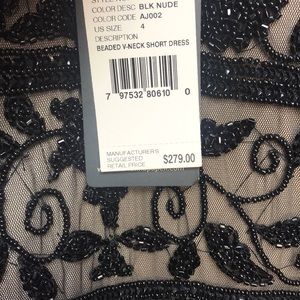 COLOR DESC BLK NUDE
COLOR CODE AJ002
US SIZE 4
DESCRIPTION
BEADED V-NECK SHORT DRESS
7 97532 80610 0
MANUFACTURER'S
SUGGESTED
RETAIL PRICE $279.00